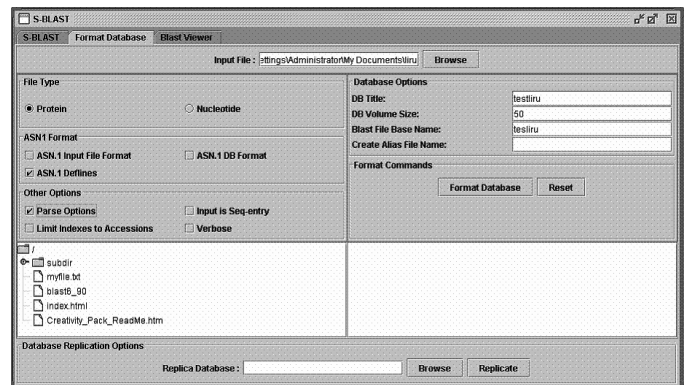 S-BLAST
S-BLAST Format Database Blast Viewer
Input File : ettings\Administrator\My Documents\liru Browse
File Type
Protein Nucleotide
ASN1 Format
ASN.1 Input File Format ASN.1 DB Format
ASN.1 Deflines
Other Options
Parse Options Input is Seq-entry
Limit Indexes to Accessions Verbose
Database Options
DB Title: testliru
DB Volume Size: 50
Blast File Base Name: tesliru
Create Alias File Name:
Format Commands
Format Database Reset
/
subdir
myfile.txt
blast6_90
index.html
Creativity_Pack_ReadMe.htm
Database Replication Options
Replica Database : Browse Replicate